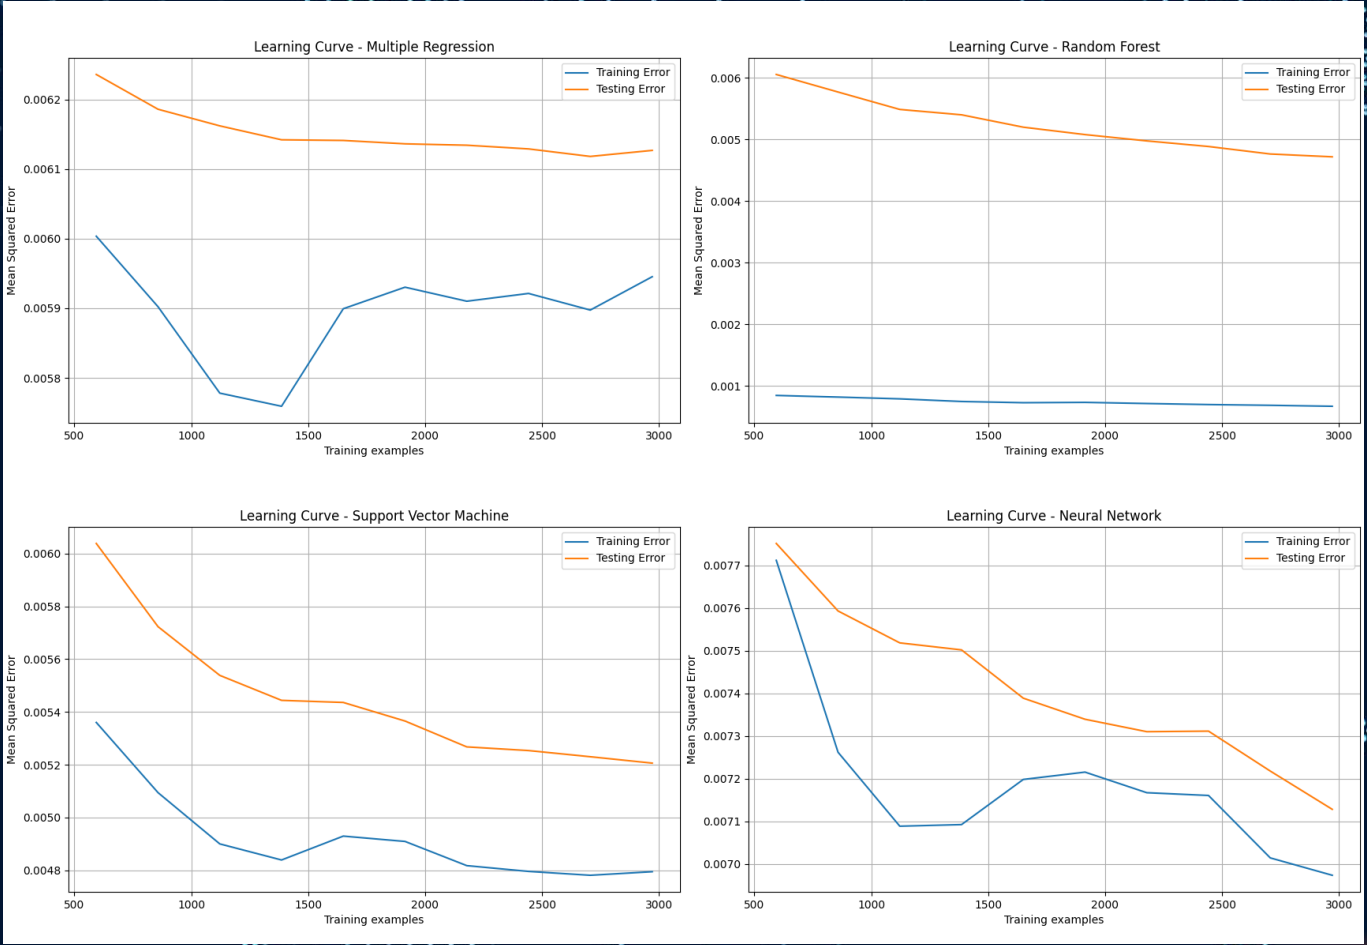 Learning Curve - Multiple Regression
Training Error
Testing Error
Mean Squared Error
0.0062
0.0061
0.0060
0.0059
0.0058
500 1000 1500 2000 2500 3000
Training examples
Learning Curve - Random Forest
Training Error
Testing Error
Mean Squared Error
0.006
0.005
0.004
0.003
0.002
0.001
500 1000 1500 2000 2500 3000
Training examples
Learning Curve - Support Vector Machine
Training Error
Testing Error
Mean Squared Error
0.0060
0.0058
0.0056
0.0054
0.0052
0.0050
0.0048
500 1000 1500 2000 2500 3000
Training examples
Learning Curve - Neural Network
Training Error
Testing Error
Mean Squared Error
0.0077
0.0076
0.0075
0.0074
0.0073
0.0072
0.0071
0.0070
500 1000 1500 2000 2500 3000
Training examples